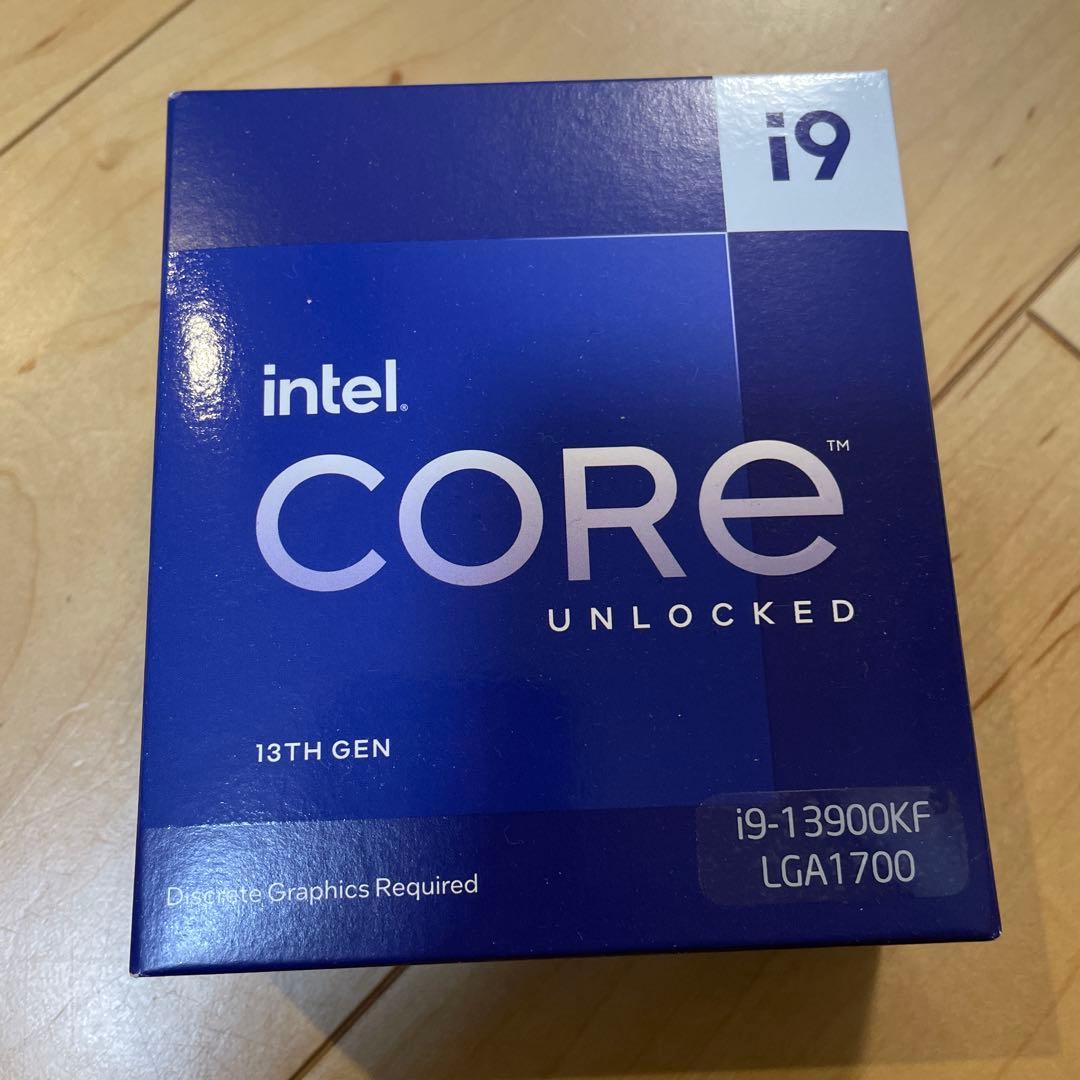 i9
intel®
CORE™
UNLOCKED
13TH GEN
i9-13900KF
LGA1700
Discrete Graphics Required